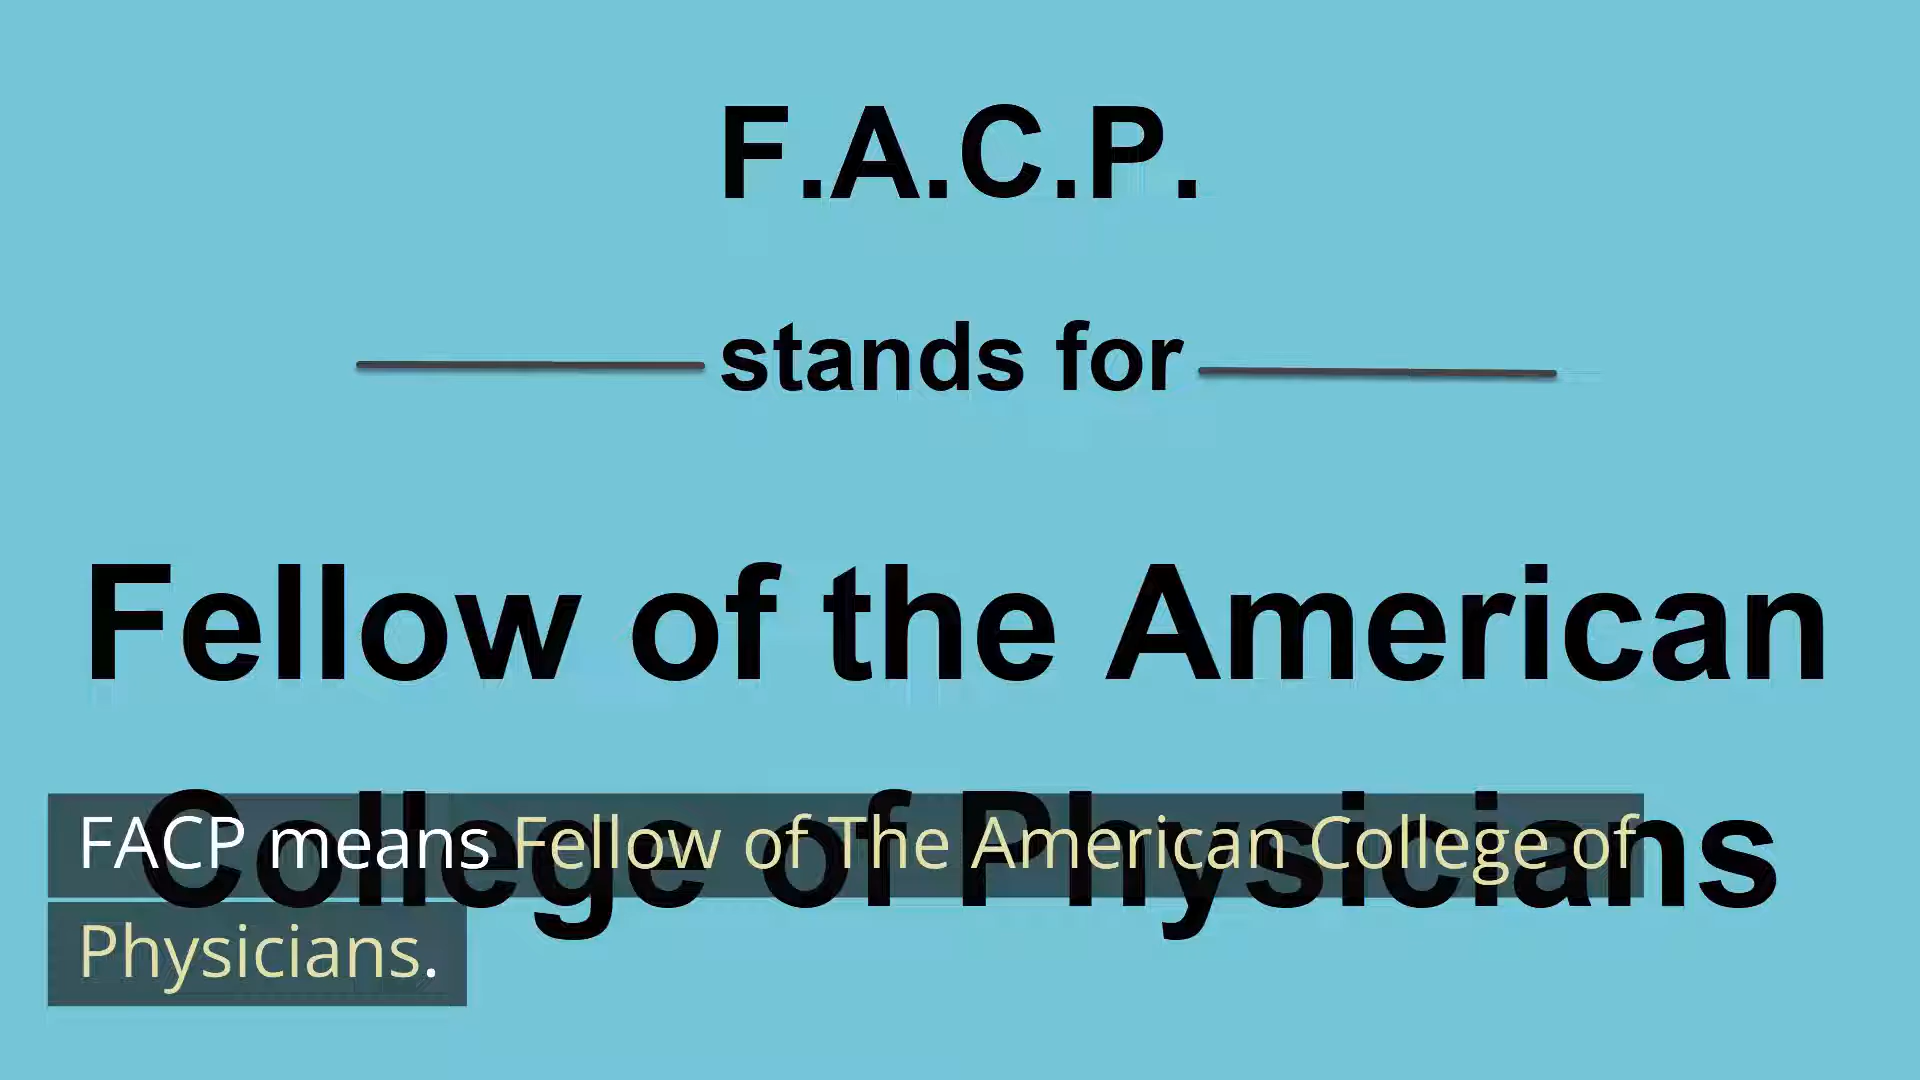 F.A.C.P.
stands for
Fellow of the American
College of Physicians
FACP means Fellow of The American College of
Physicians.